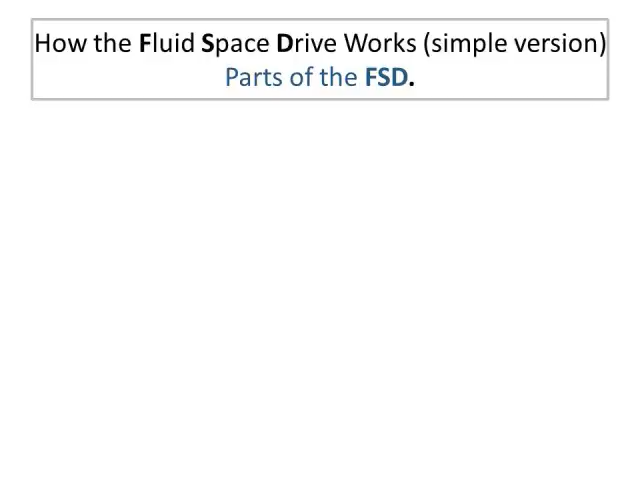 How the Fluid Space Drive Works (simple version)
Parts of the FSD.